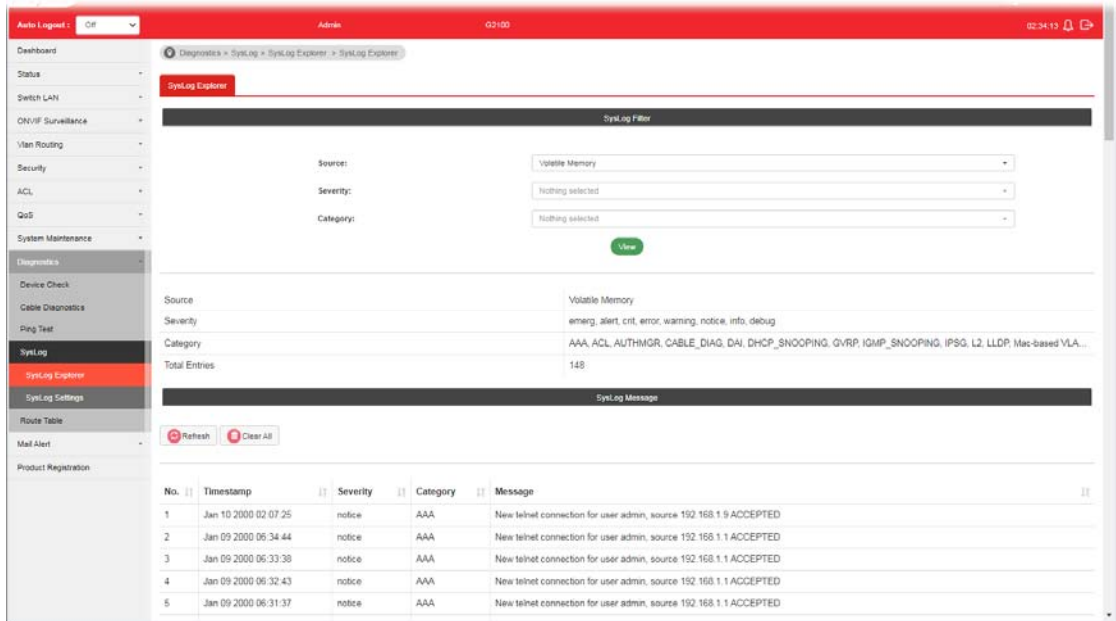 Auto Logout : Off Admin G2100 02:34:13
Dashboard
Status
Switch LAN
ONVIF Surveillance
Vlan Routing
Security
ACL
QoS
System Maintenance
Diagnostics
Device Check
Cable Diagnostics
Ping Test
SysLog
SysLog Explorer
SysLog Settings
Route Table
Mail Alert
Product Registration
Diagnostics » SysLog » SysLog Explorer » SysLog Explorer
SysLog Explorer
SysLog Filter
Source: Volatile Memory
Severity: Nothing selected
Category: Nothing selected
View
Source Volatile Memory
Severity emerg, alert, crit, error, warning, notice, info, debug
Category AAA, ACL, AUTHMGR, CABLE_DIAG, DAI, DHCP_SNOOPING, GVRP, IGMP_SNOOPING, IPSG, L2, LLDP, Mac-based VLA...
Total Entries 148
SysLog Message
Refresh Clear All
No. Timestamp Severity Category Message
1 Jan 10 2000 02:07:25 notice AAA New telnet connection for user admin, source 192.168.1.9 ACCEPTED
2 Jan 09 2000 06:34:44 notice AAA New telnet connection for user admin, source 192.168.1.1 ACCEPTED
3 Jan 09 2000 06:33:38 notice AAA New telnet connection for user admin, source 192.168.1.1 ACCEPTED
4 Jan 09 2000 06:32:43 notice AAA New telnet connection for user admin, source 192.168.1.1 ACCEPTED
5 Jan 09 2000 06:31:37 notice AAA New telnet connection for user admin, source 192.168.1.1 ACCEPTED